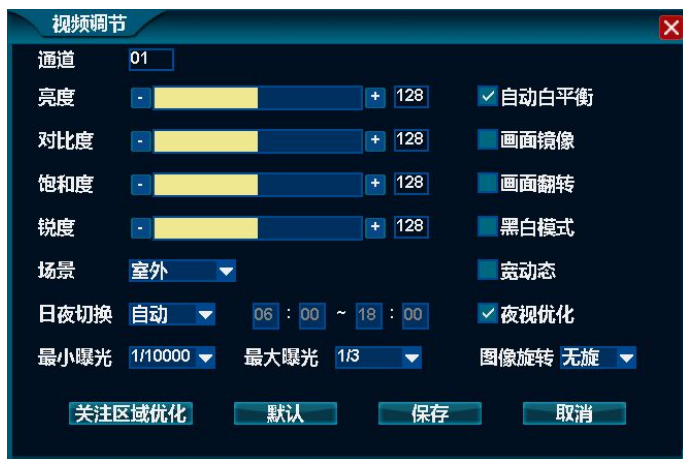 视频调节
通道 01
亮度 - + 128 自动白平衡
对比度 - + 128 画面镜像
饱和度 - + 128 画面翻转
锐度 - + 128 黑白模式
场景 室外 宽动态
日夜切换 自动 06 : 00 ~ 18 : 00 夜视优化
最小曝光 1/10000 最大曝光 1/3 图像旋转 无旋
关注区域优化 默认 保存 取消